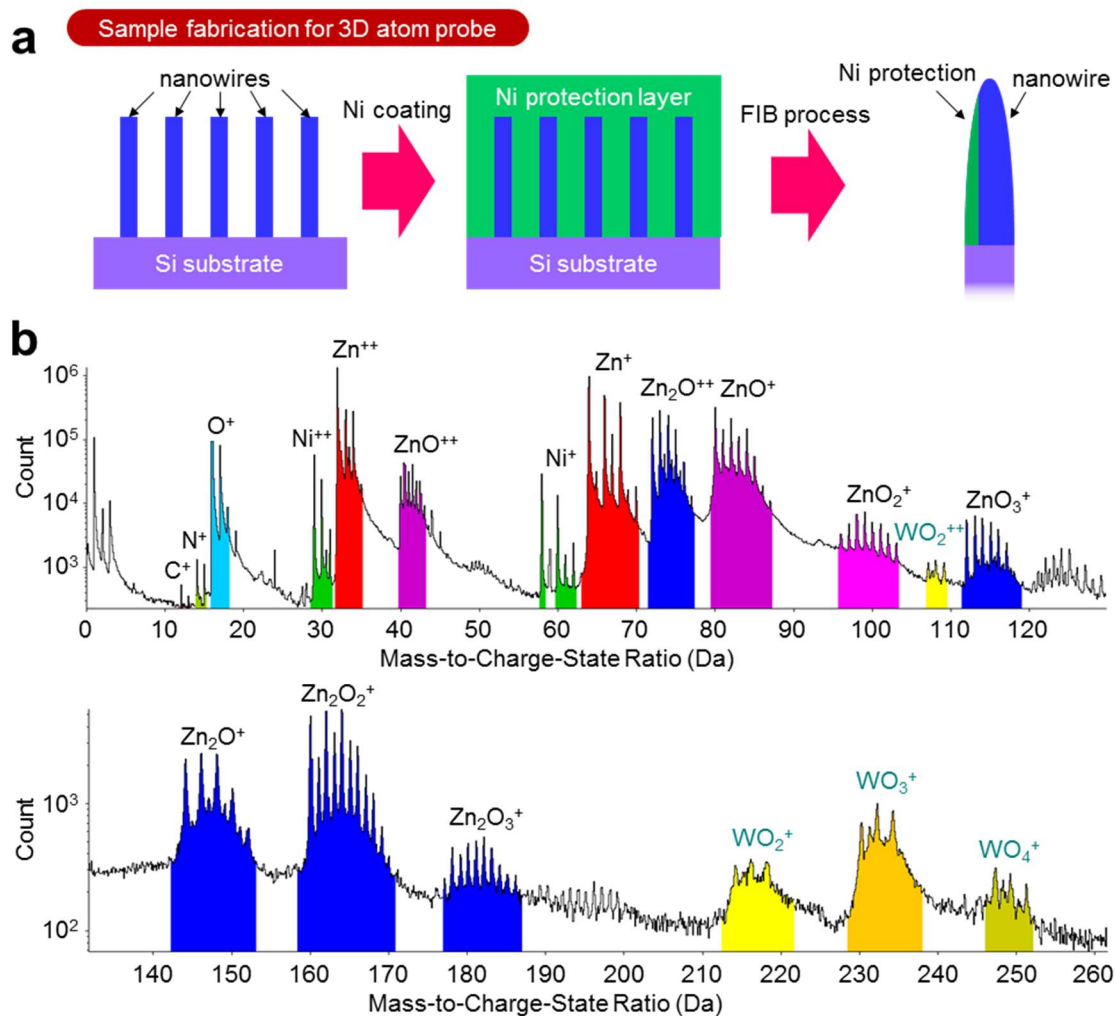 a
Sample fabrication for 3D atom probe
nanowires
Ni coating
Ni protection layer
FIB process
Ni protection
nanowire
Si substrate
Si substrate
b
Zn⁺⁺
Zn⁺
Zn₂O⁺⁺
ZnO⁺
O⁺
Ni⁺⁺
ZnO⁺⁺
Ni⁺
N⁺
C⁺
ZnO₂⁺
WO₂⁺⁺
ZnO₃⁺
Count
10⁶
10⁵
10⁴
10³
0 10 20 30 40 50 60 70 80 90 100 110 120
Mass-to-Charge-State Ratio (Da)
Zn₂O⁺
Zn₂O₂⁺
Zn₂O₃⁺
WO₂⁺
WO₃⁺
WO₄⁺
Count
10³
10²
140 150 160 170 180 190 200 210 220 230 240 250 260
Mass-to-Charge-State Ratio (Da)